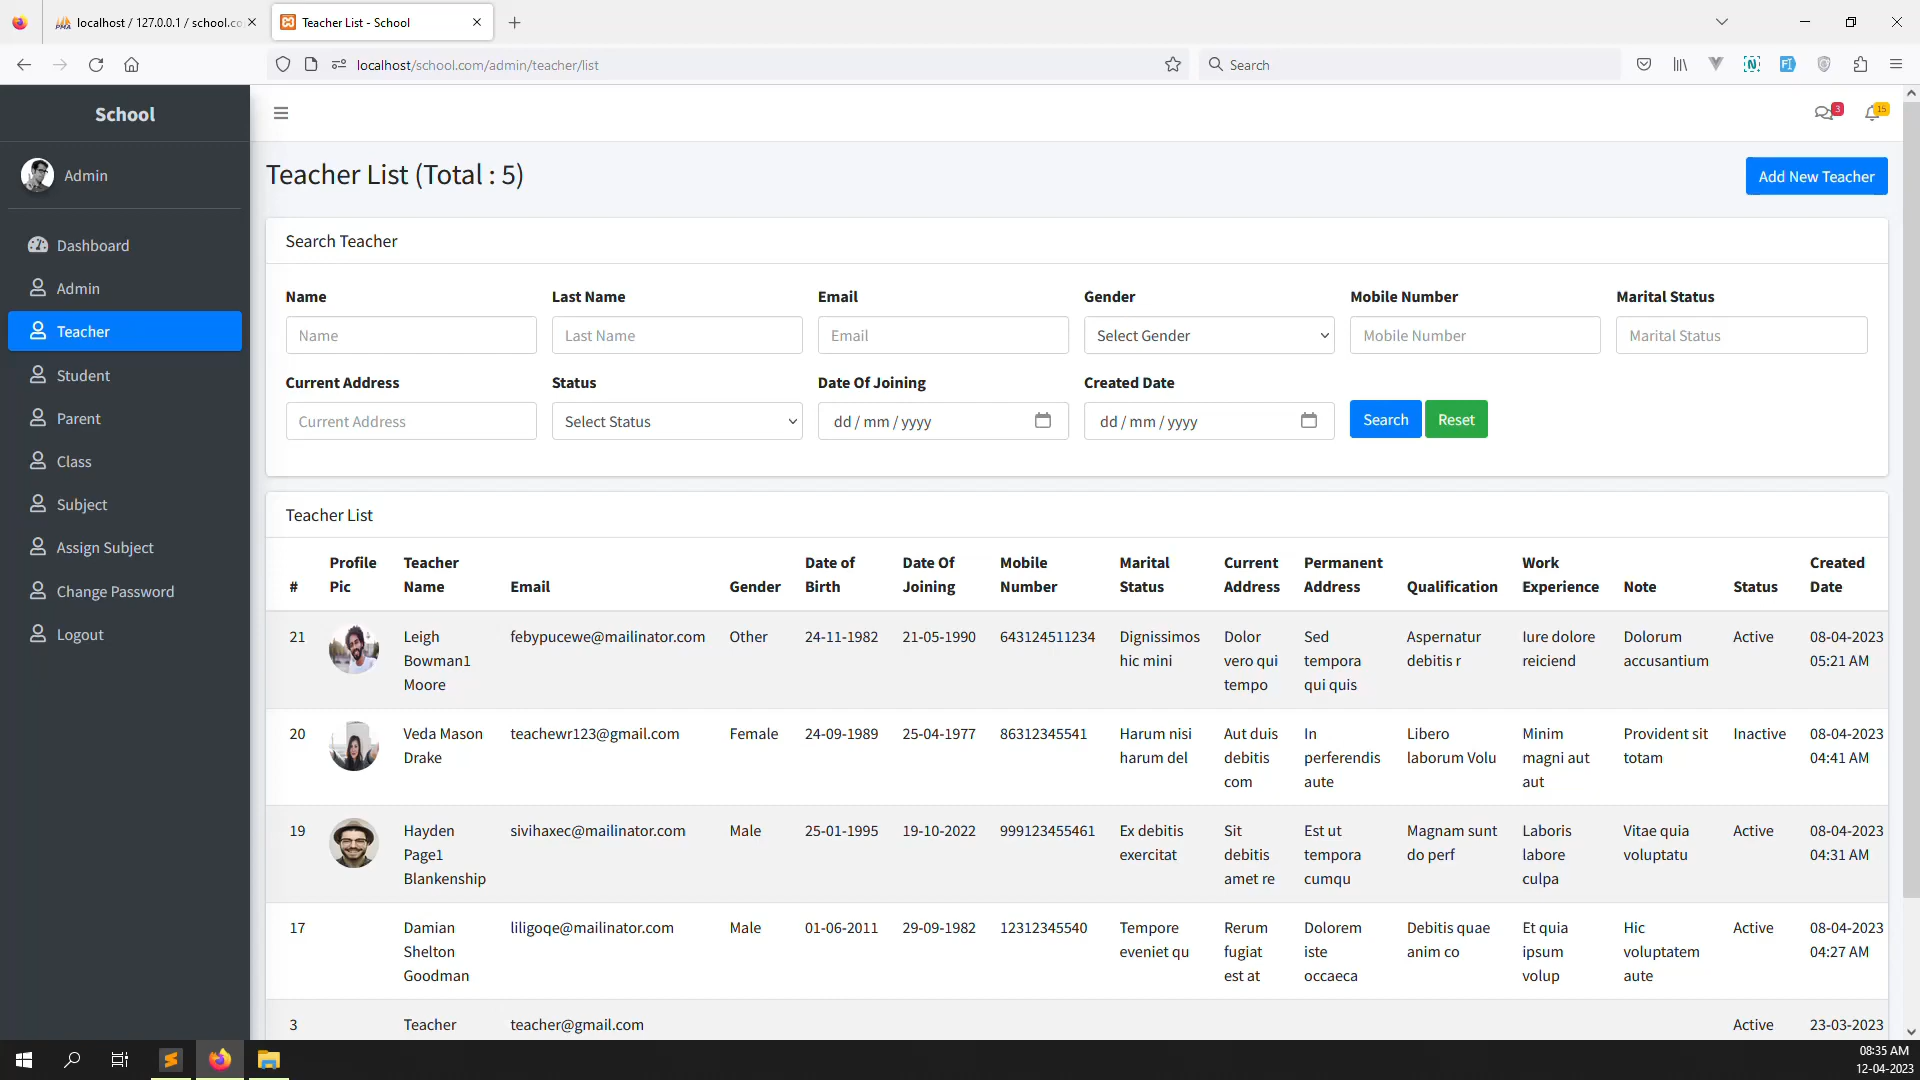 localhost / 127.0.0.1 / school.co
Teacher List - School
localhost/school.com/admin/teacher/list
Search
School
3
15
Admin
Teacher List (Total : 5)
Add New Teacher
Dashboard
Admin
Teacher
Student
Parent
Class
Subject
Assign Subject
Change Password
Logout
Search Teacher
Name Last Name Email Gender Mobile Number Marital Status
Name Last Name Email Select Gender Mobile Number Marital Status
Current Address Status Date Of Joining Created Date
Current Address Select Status dd / mm / yyyy dd / mm / yyyy Search Reset
Teacher List
Profile Teacher Date of Date Of Mobile Marital Current Permanent Work Created
# Pic Name Email Gender Birth Joining Number Status Address Address Qualification Experience Note Status Date
21 Leigh febypucewe@mailinator.com Other 24-11-1982 21-05-1990 643124511234 Dignissimos Dolor Sed Aspernatur Iure dolore Dolorum Active 08-04-2023
Bowman1 hic mini vero qui tempora debitis r reiciend accusantium 05:21 AM
Moore tempo qui quis
20 Veda Mason teachewr123@gmail.com Female 24-09-1989 25-04-1977 86312345541 Harum nisi Aut duis In Libero Minim Provident sit Inactive 08-04-2023
Drake harum del debitis perferendis laborum Volu magni aut totam 04:41 AM
com aute aut
19 Hayden sivihaxec@mailinator.com Male 25-01-1995 19-10-2022 999123455461 Ex debitis Sit Est ut Magnam sunt Laboris Vitae quia Active 08-04-2023
Page1 exercitat debitis tempora do perf labore voluptatu 04:31 AM
Blankenship amet re cumqu culpa
17 Damian liligoqe@mailinator.com Male 01-06-2011 29-09-1982 12312345540 Tempore Rerum Dolorem Debitis quae Et quia Hic Active 08-04-2023
Shelton eveniet qu fugiat iste anim co ipsum voluptatem 04:27 AM
Goodman est at occaeca volup aute
3 Teacher teacher@gmail.com Active 23-03-2023
08:35 AM
12-04-2023